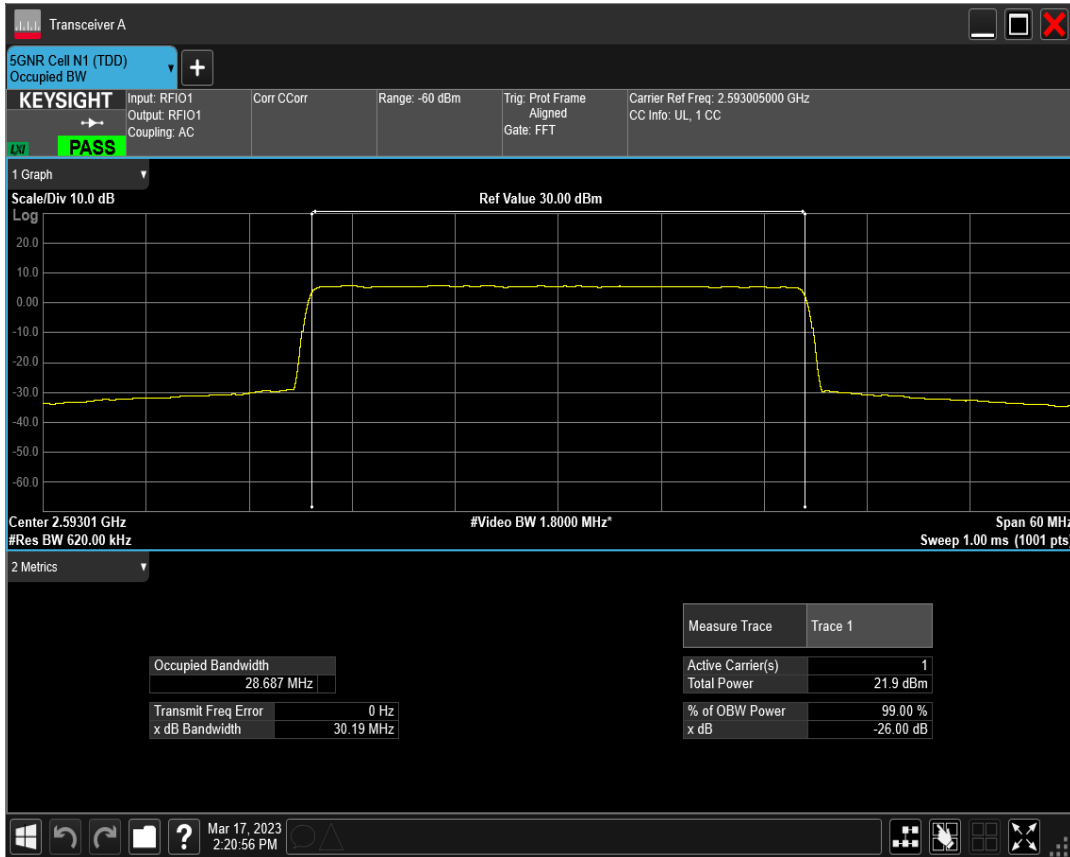 Transceiver A
5GNR Cell N1 (TDD)
Occupied BW
KEYSIGHT
LXI
PASS
Input: RFIO1
Output: RFIO1
Coupling: AC
Corr CCorr
Range: -60 dBm
Trig: Prot Frame
Aligned
Gate: FFT
Carrier Ref Freq: 2.593005000 GHz
CC Info: UL, 1 CC
1 Graph
Scale/Div 10.0 dB
Ref Value 30.00 dBm
Log
20.0
10.0
0.00
-10.0
-20.0
-30.0
-40.0
-50.0
-60.0
Center 2.59301 GHz
#Video BW 1.8000 MHz*
Span 60 MHz
#Res BW 620.00 kHz
Sweep 1.00 ms (1001 pts)
2 Metrics
Measure Trace Trace 1
Occupied Bandwidth
28.687 MHz
Active Carrier(s) 1
Total Power 21.9 dBm
Transmit Freq Error 0 Hz
x dB Bandwidth 30.19 MHz
% of OBW Power 99.00 %
x dB -26.00 dB
?
Mar 17, 2023
2:20:56 PM